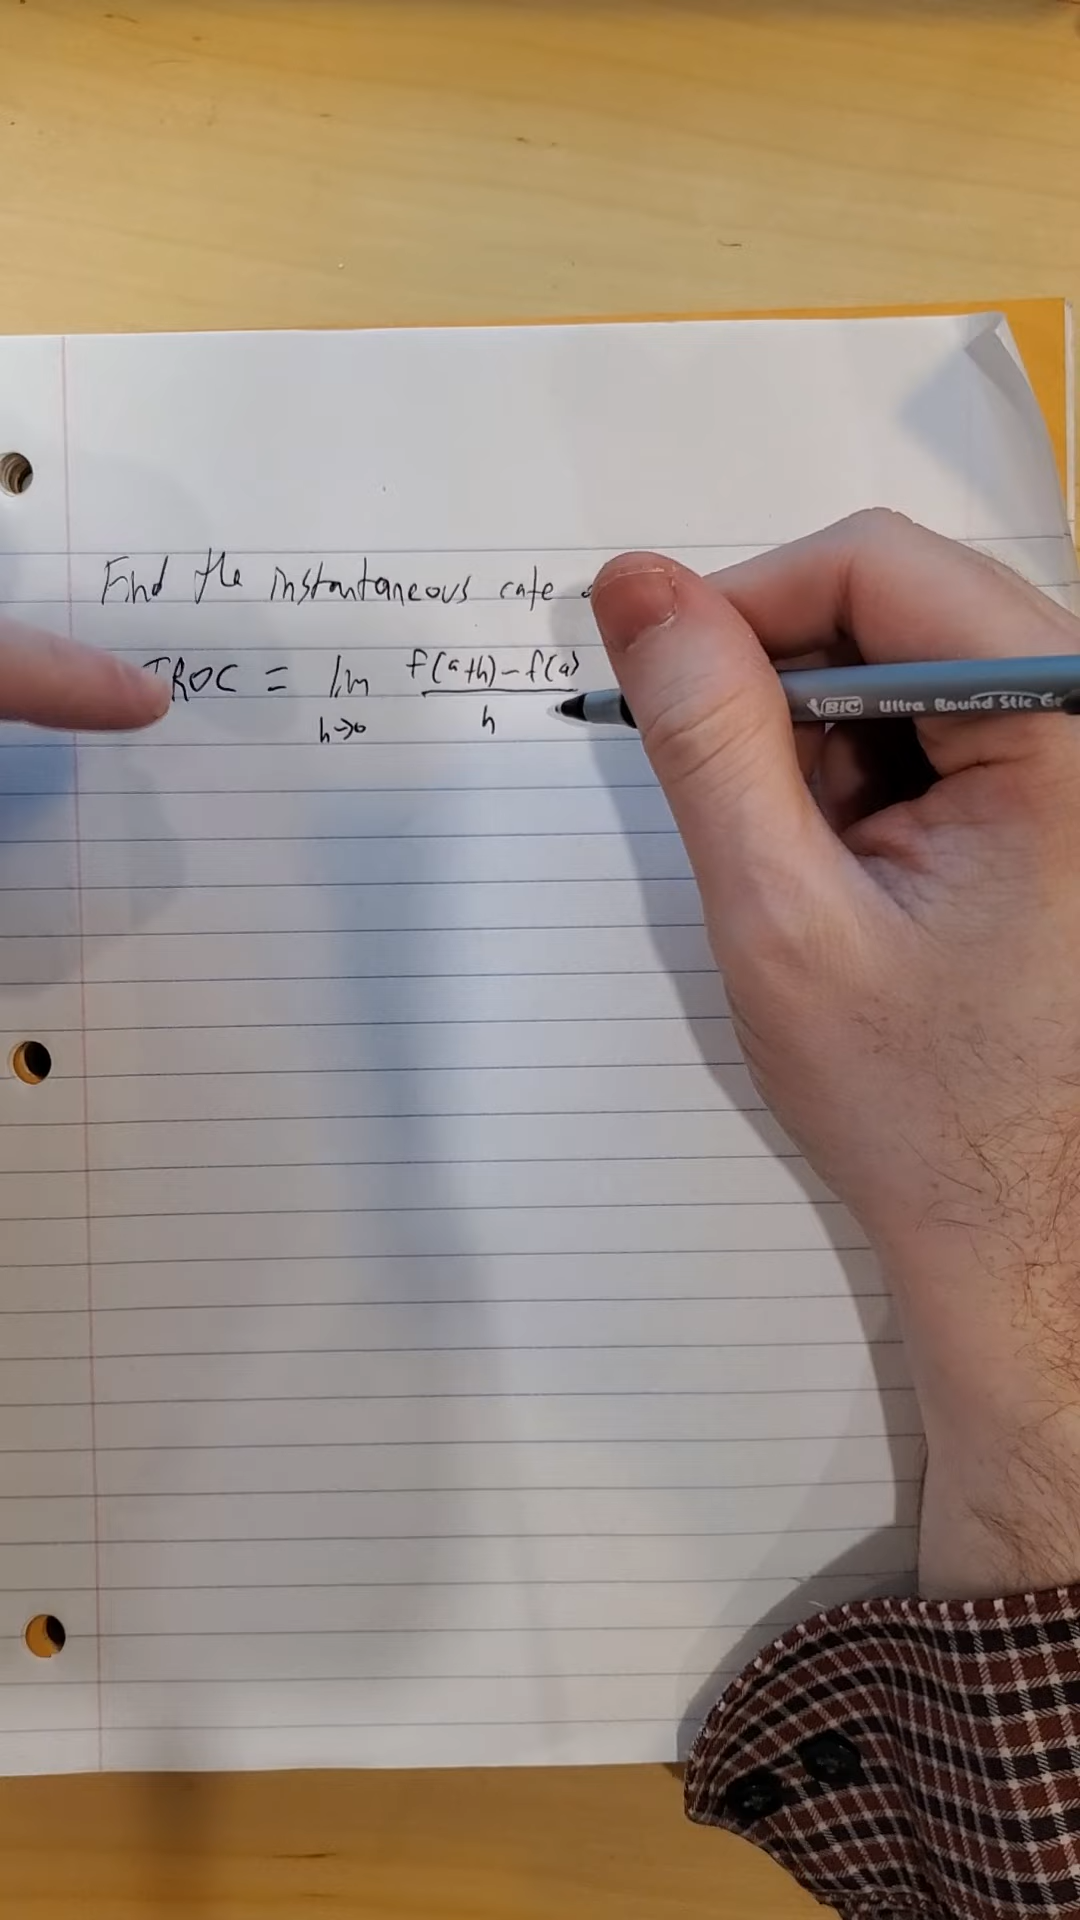 Find the instantaneous rate
IROC = lim f(a+h)-f(a)
h→0 h
BIC Ultra Round Stic